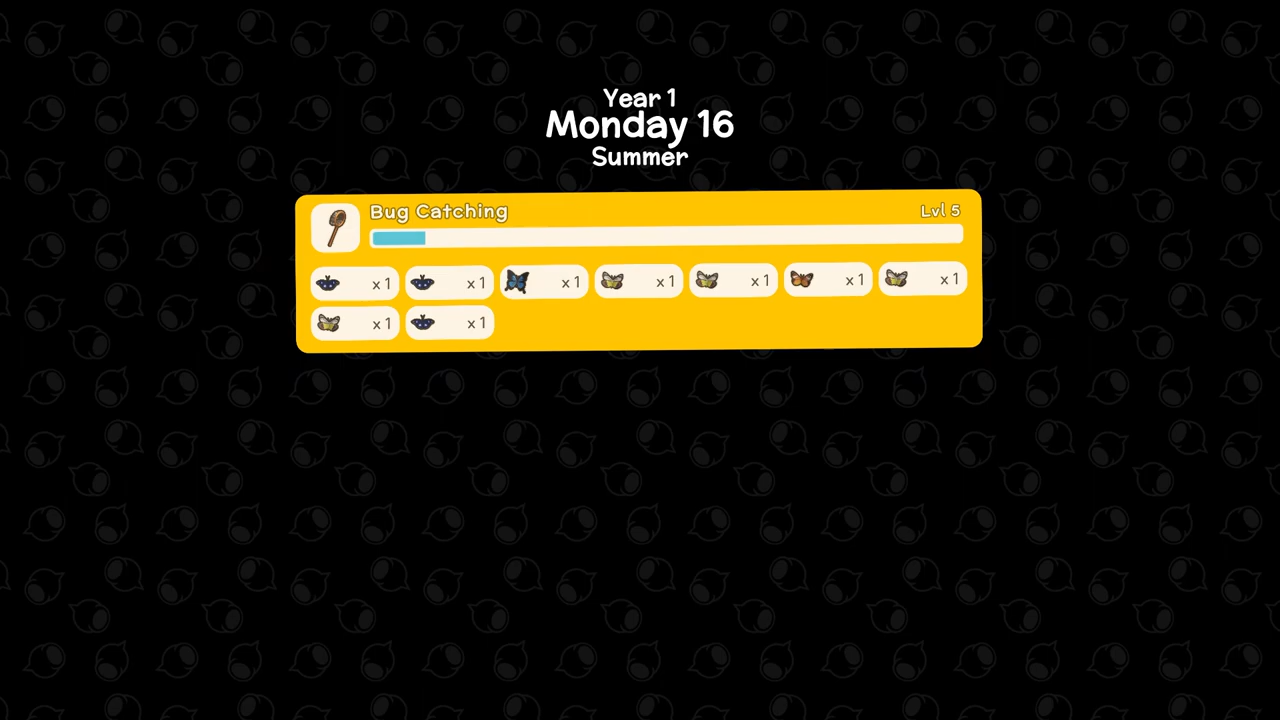 Year 1
Monday 16
Summer
Bug Catching Lvl 5
x 1 x 1 x 1 x 1 x 1 x 1 x 1
x 1 x 1